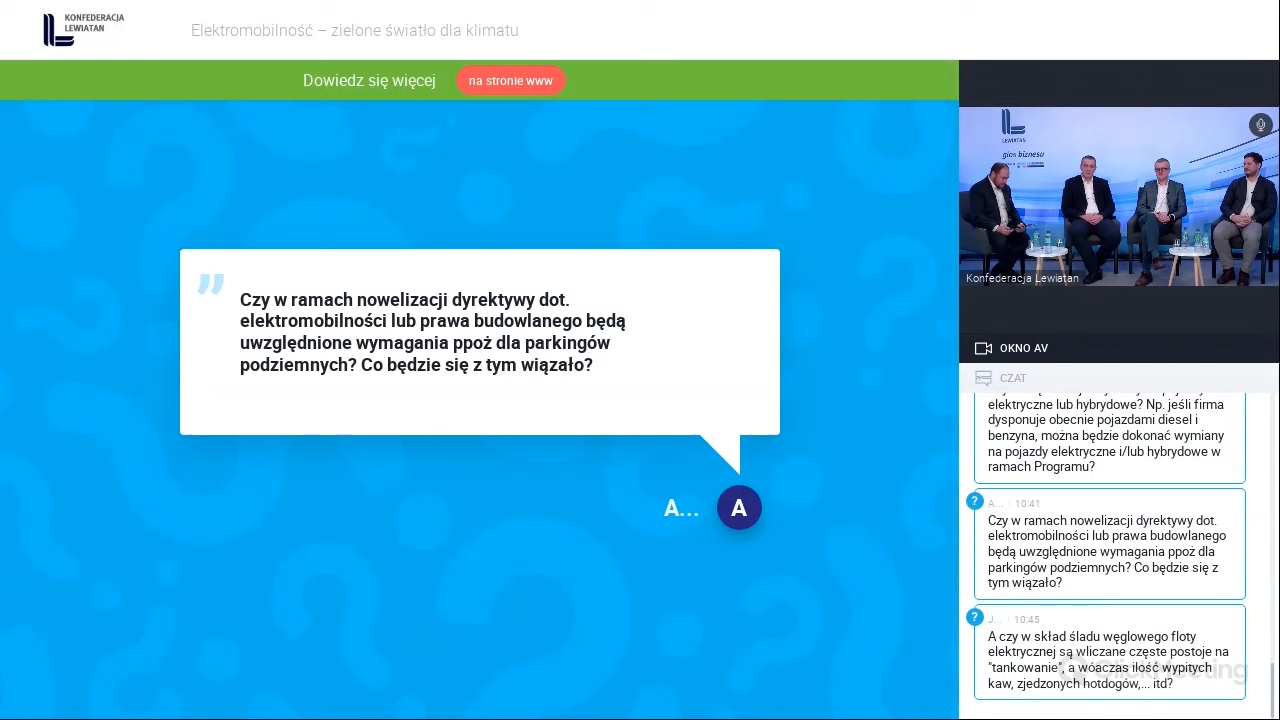 KONFEDERACJA
LEWIATAN
Elektromobilność – zielone światło dla klimatu
Dowiedz się więcej
na stronie www
”
Czy w ramach nowelizacji dyrektywy dot.
elektromobilności lub prawa budowlanego będą
uwzględnione wymagania ppoż dla parkingów
podziemnych? Co będzie się z tym wiązało?
A... A
LEWIATAN
głos biznesu
Konfederacja Lewiatan
OKNO AV
CZAT
elektryczne lub hybrydowe? Np. jeśli firma
dysponuje obecnie pojazdami diesel i
benzyna, można będzie dokonać wymiany
na pojazdy elektryczne i/lub hybrydowe w
ramach Programu?
? A... 10:41
Czy w ramach nowelizacji dyrektywy dot.
elektromobilności lub prawa budowlanego
będą uwzględnione wymagania ppoż dla
parkingów podziemnych? Co będzie się z
tym wiązało?
? J... 10:45
A czy w skład śladu węglowego floty
elektrycznej są wliczane częste postoje na
"tankowanie", a wóaczas ilość wypitych
kaw, zjedzonych hotdogów,... itd?
ClickMeeting